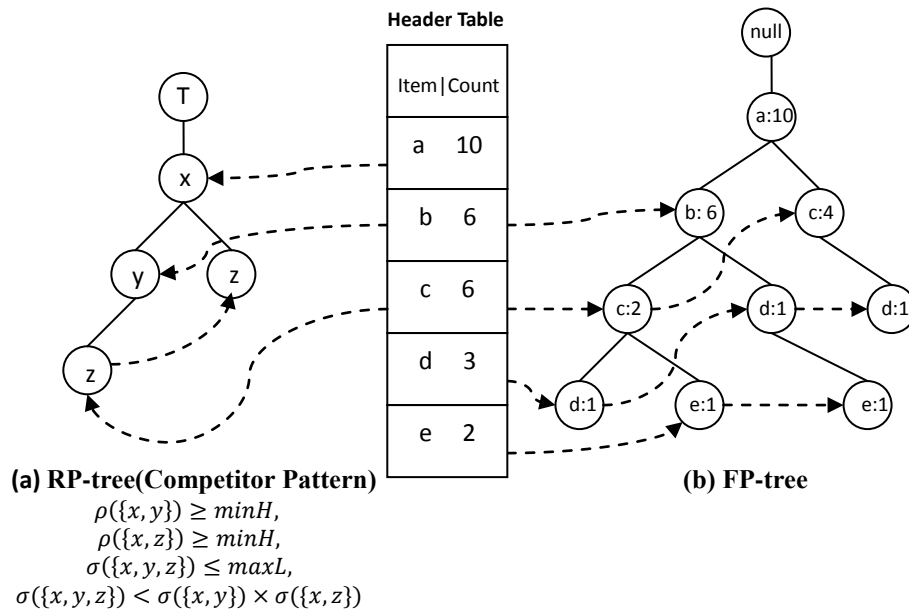 Header Table
Item|Count
a 10
b 6
c 6
d 3
e 2
T
x
y
z
z
(a) RP-tree(Competitor Pattern)
ρ({x, y}) ≥ minH,
ρ({x, z}) ≥ minH,
σ({x, y, z}) ≤ maxL,
σ({x, y, z}) < σ({x, y}) × σ({x, z})
null
a:10
b: 6
c:4
c:2
d:1
d:1
d:1
e:1
e:1
(b) FP-tree